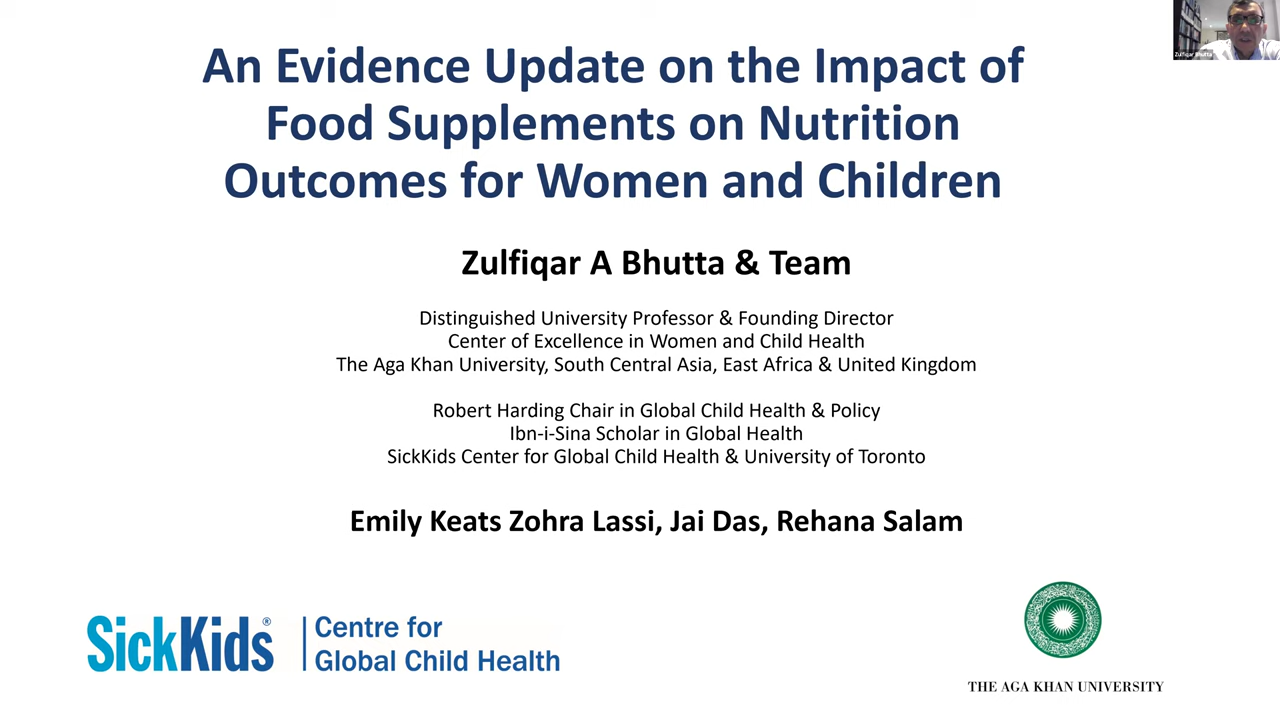 An Evidence Update on the Impact of
Food Supplements on Nutrition
Outcomes for Women and Children
Zulfiqar A Bhutta & Team
Distinguished University Professor & Founding Director
Center of Excellence in Women and Child Health
The Aga Khan University, South Central Asia, East Africa & United Kingdom
Robert Harding Chair in Global Child Health & Policy
Ibn-i-Sina Scholar in Global Health
SickKids Center for Global Child Health & University of Toronto
Emily Keats Zohra Lassi, Jai Das, Rehana Salam
SickKids®
Centre for
Global Child Health
THE AGA KHAN UNIVERSITY
Zulfiqar Bhutta